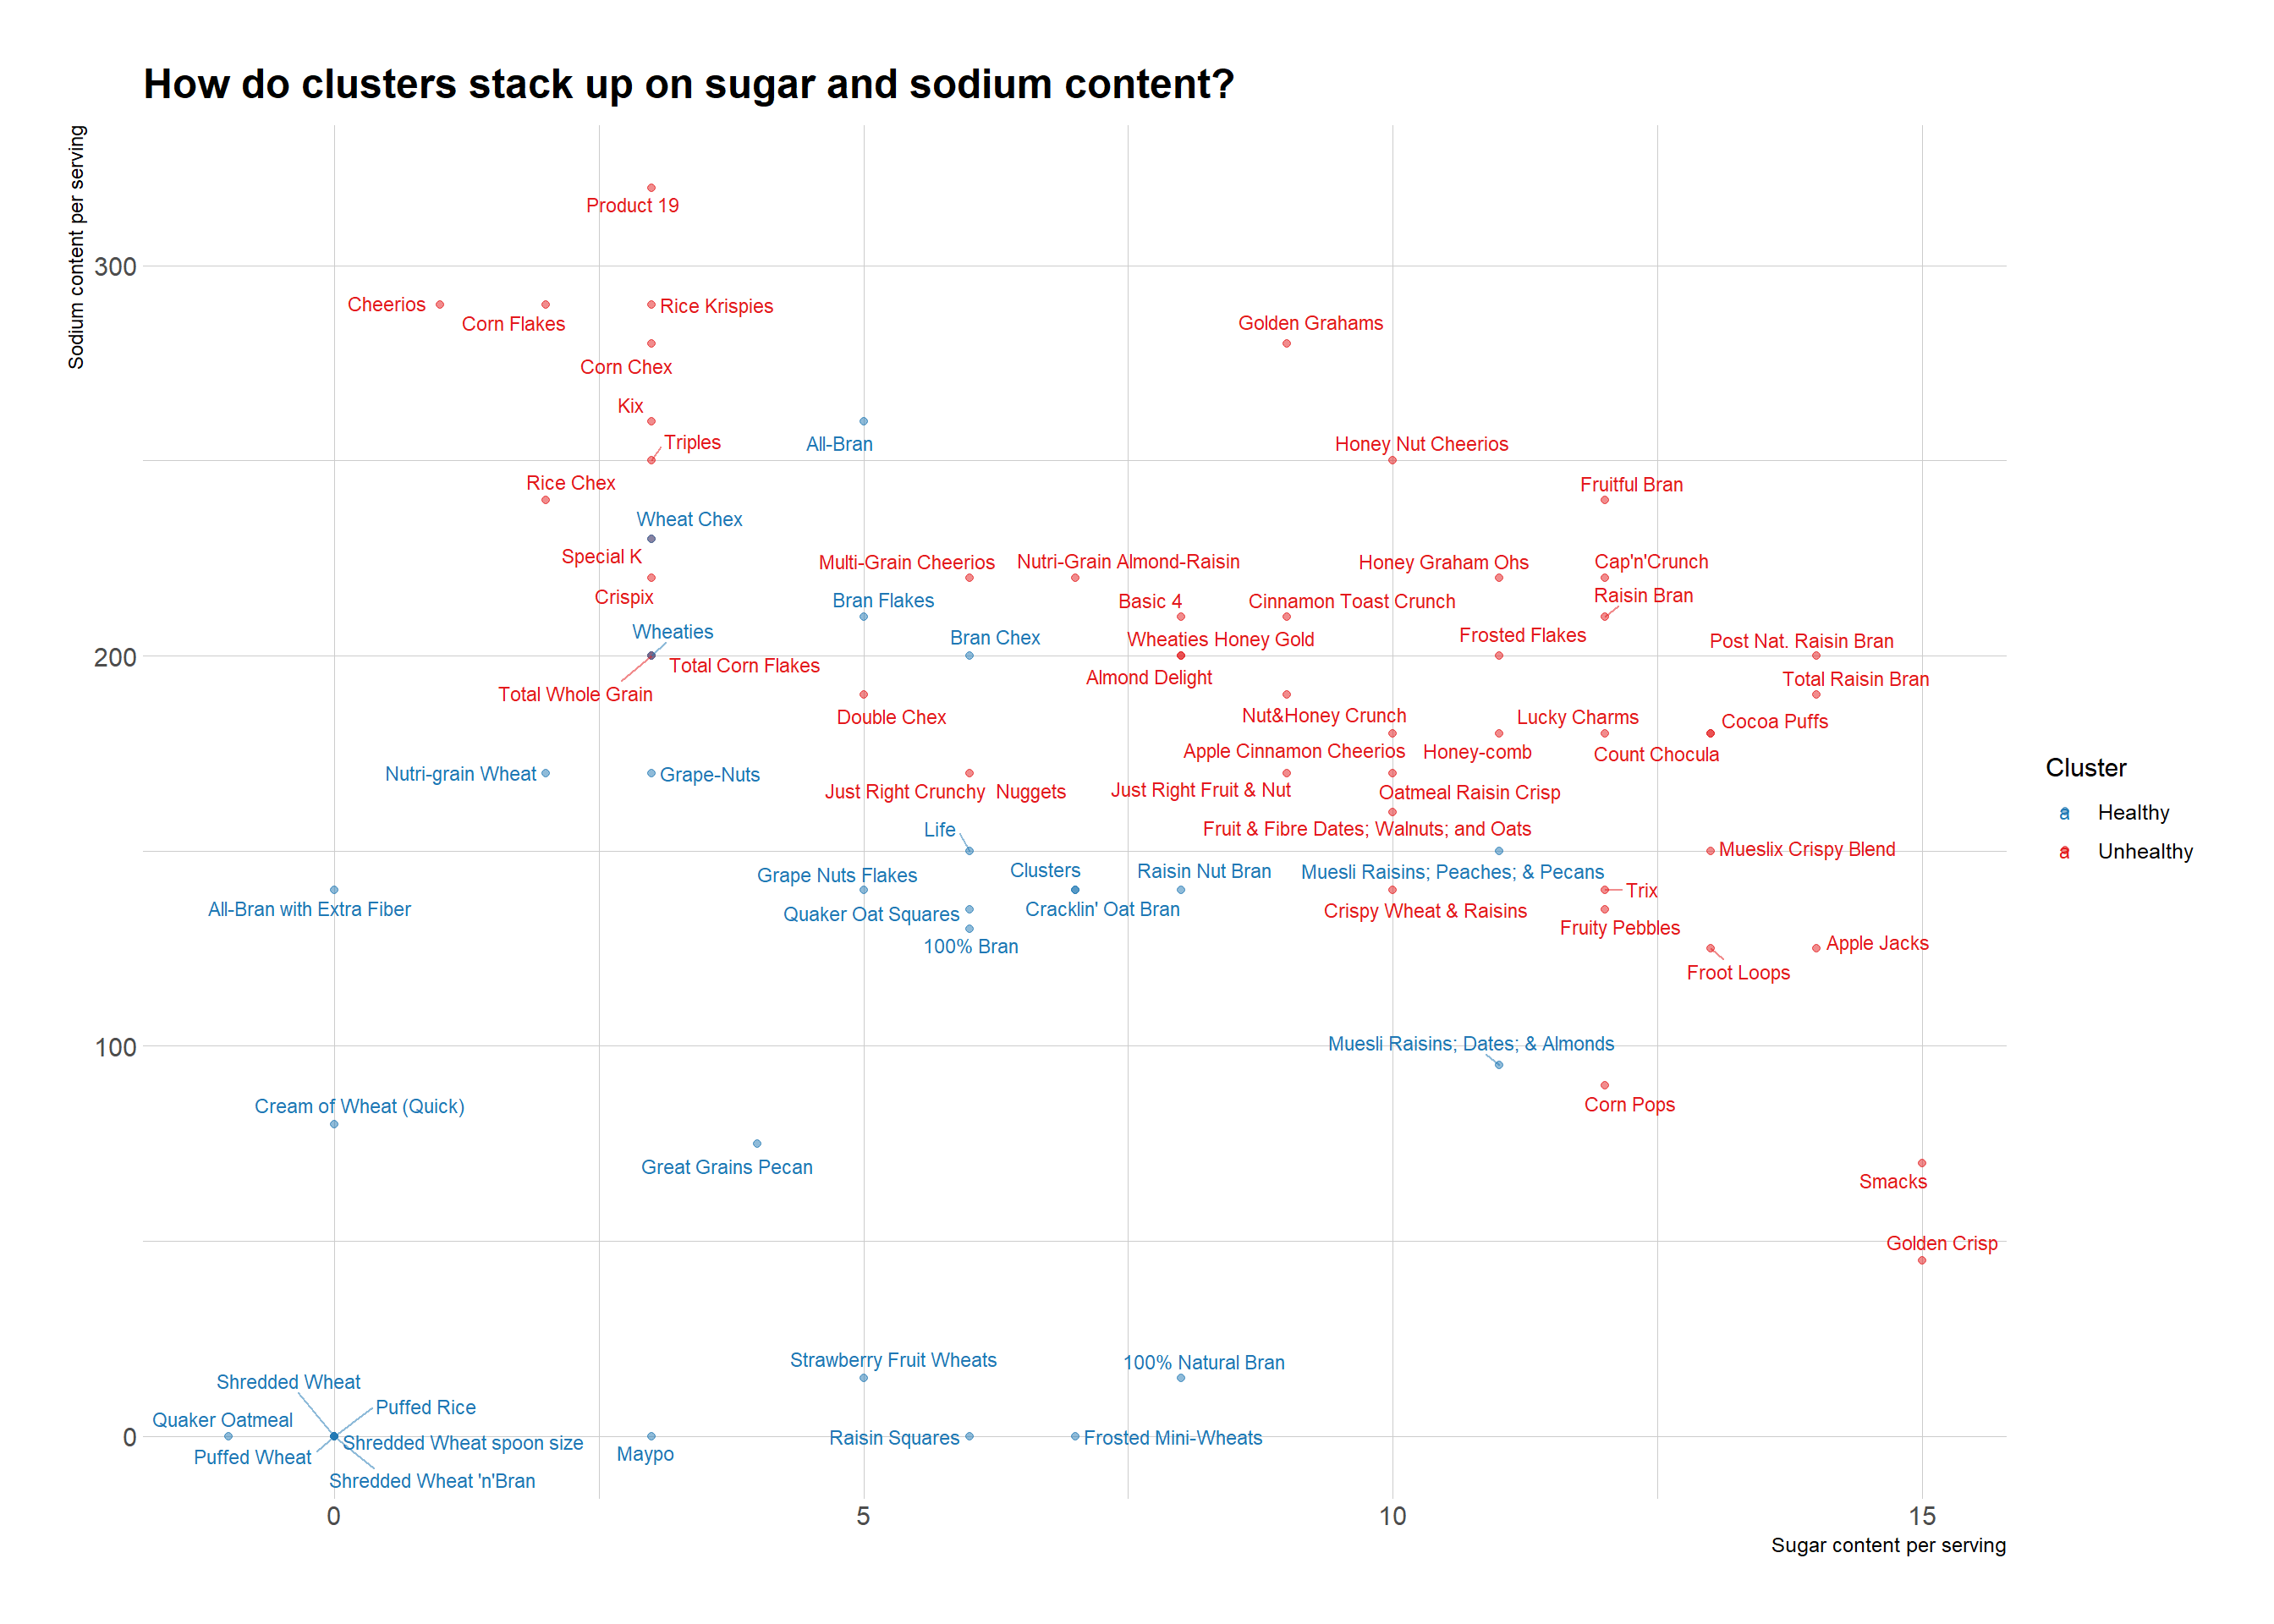 How do clusters stack up on sugar and sodium content?
Sodium content per serving
Product 19
300
Cheerios
Corn Flakes
Rice Krispies
Golden Grahams
Corn Chex
Kix
Triples
All-Bran
Honey Nut Cheerios
Rice Chex
Fruitful Bran
Wheat Chex
Special K
Multi-Grain Cheerios
Nutri-Grain Almond-Raisin
Honey Graham Ohs
Cap'n'Crunch
Crispix
Bran Flakes
Basic 4
Cinnamon Toast Crunch
Raisin Bran
Wheaties
Bran Chex
Wheaties Honey Gold
Frosted Flakes
Post Nat. Raisin Bran
200
Total Corn Flakes
Almond Delight
Total Raisin Bran
Total Whole Grain
Double Chex
Nut&Honey Crunch
Lucky Charms
Cocoa Puffs
Apple Cinnamon Cheerios
Honey-comb
Count Chocula
Nutri-grain Wheat
Grape-Nuts
Just Right Crunchy  Nuggets
Just Right Fruit & Nut
Oatmeal Raisin Crisp
Life
Fruit & Fibre Dates; Walnuts; and Oats
Mueslix Crispy Blend
Grape Nuts Flakes
Clusters
Raisin Nut Bran
Muesli Raisins; Peaches; & Pecans
Trix
All-Bran with Extra Fiber
Quaker Oat Squares
Cracklin' Oat Bran
Crispy Wheat & Raisins
Fruity Pebbles
100% Bran
Apple Jacks
Froot Loops
100
Muesli Raisins; Dates; & Almonds
Cream of Wheat (Quick)
Corn Pops
Great Grains Pecan
Smacks
Golden Crisp
Strawberry Fruit Wheats
100% Natural Bran
Shredded Wheat
Puffed Rice
Quaker Oatmeal
0
Shredded Wheat spoon size
Puffed Wheat
Maypo
Raisin Squares
Frosted Mini-Wheats
Shredded Wheat 'n'Bran
0
5
10
15
Sugar content per serving
Cluster
a Healthy
a Unhealthy